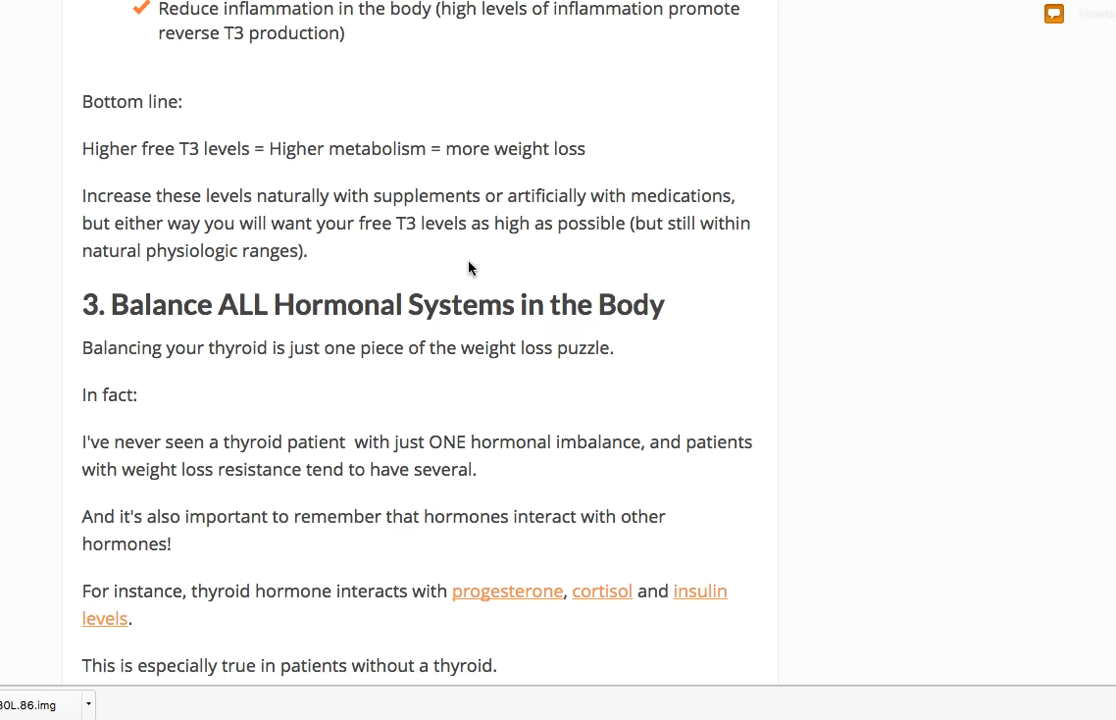 Reduce inflammation in the body (high levels of inflammation promote
reverse T3 production)
Bottom line:
Higher free T3 levels = Higher metabolism = more weight loss
Increase these levels naturally with supplements or artificially with medications,
but either way you will want your free T3 levels as high as possible (but still within
natural physiologic ranges).
3. Balance ALL Hormonal Systems in the Body
Balancing your thyroid is just one piece of the weight loss puzzle.
In fact:
I've never seen a thyroid patient with just ONE hormonal imbalance, and patients
with weight loss resistance tend to have several.
And it's also important to remember that hormones interact with other
hormones!
For instance, thyroid hormone interacts with progesterone, cortisol and insulin
levels.
This is especially true in patients without a thyroid.